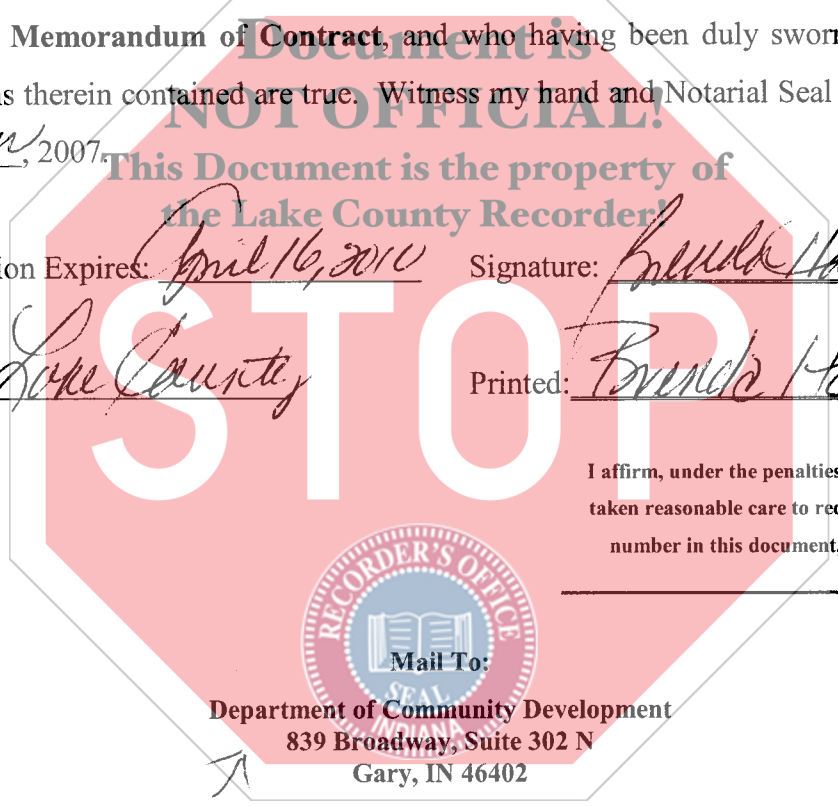 Memorandum of Contract, and who having been duly sworn
Document is
s therein contained are true. Witness my hand and Notarial Seal
NOT OFFICIAL!
, 2007.
This Document is the property of
the Lake County Recorder!
ion Expires: April 16, 2010 Signature: Brenda
Lake County Printed: Brenda
STOP
I affirm, under the penalties
taken reasonable care to red
number in this document.
RECORDER'S OFFICE
Mail To:
SEAL
Department of Community Development
INDIANA
839 Broadway, Suite 302 N
Gary, IN 46402